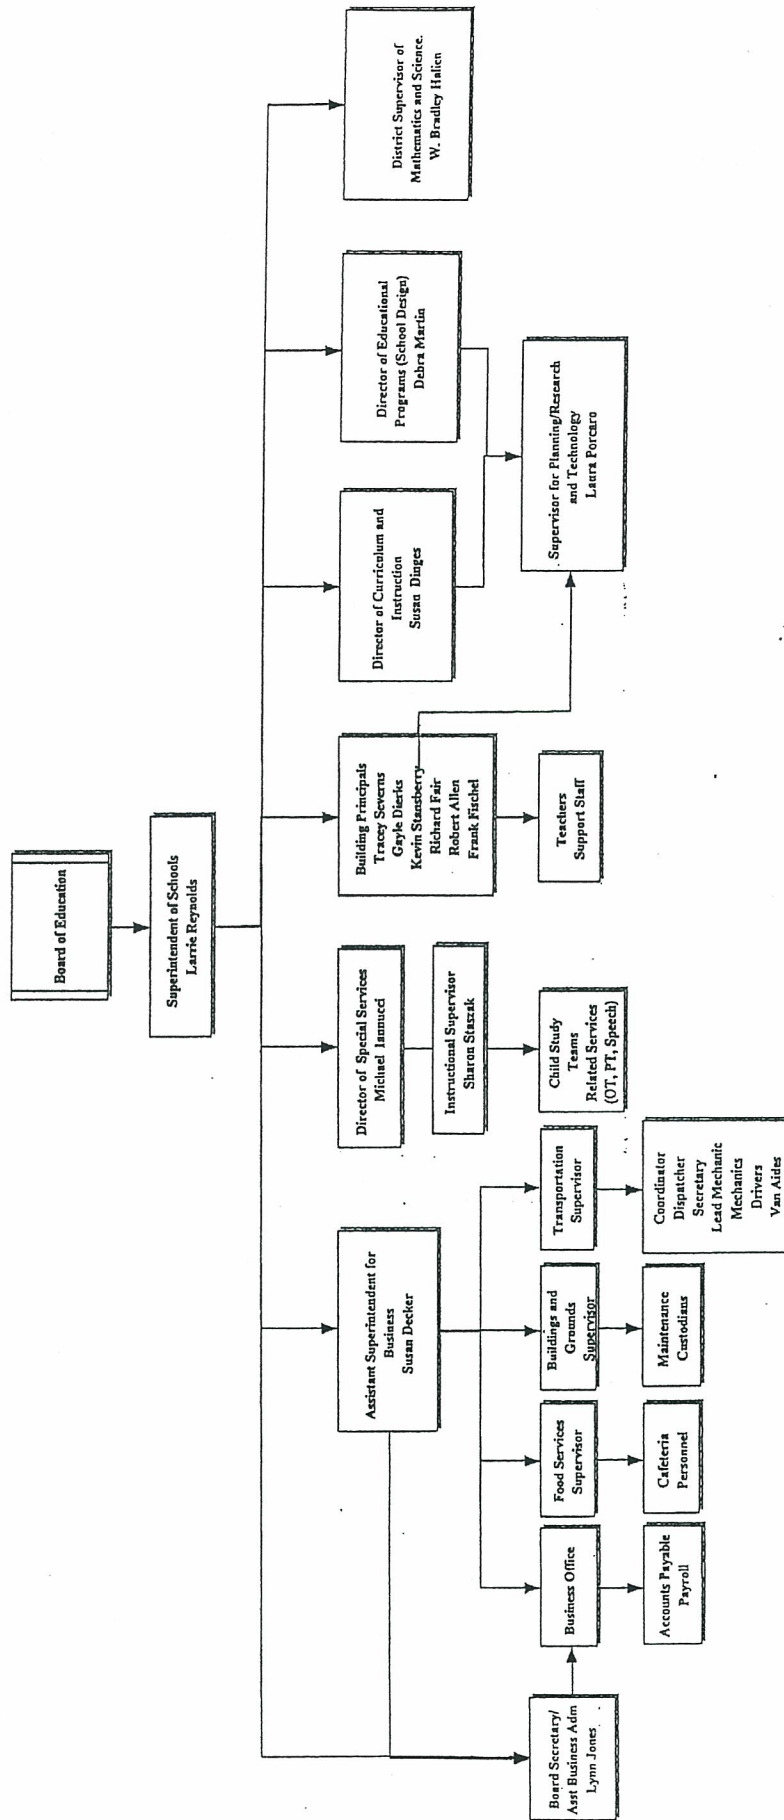 Board of Education
Superintendent of Schools
Larrie Reynolds
Assistant Superintendent for
Business
Susan Decker
Director of Special Services
Michael Iannucci
Building Principals
Tracey Severns
Gayle Dierks
Kevin Stansberry
Richard Fair
Robert Allen
Frank Fischel
Director of Curriculum and
Instruction
Susan Dinges
Director of Educational
Programs (School Design)
Debra Martin
District Supervisor of
Mathematics and Science.
W. Bradley Halien
Instructional Supervisor
Sharon Staszak
Board Secretary/
Asst Business Adm
Lynn Jones
Business Office
Food Services
Supervisor
Buildings and
Grounds
Supervisor
Transportation
Supervisor
Child Study
Teams
Related Services
(OT, PT, Speech)
Teachers
Support Staff
Supervisor for Planning/Research
and Technology
Laura Porcaro
Accounts Payable
Payroll
Cafeteria
Personnel
Maintenance
Custodians
Coordinator
Dispatcher
Secretary
Lead Mechanic
Mechanics
Drivers
Van Aides